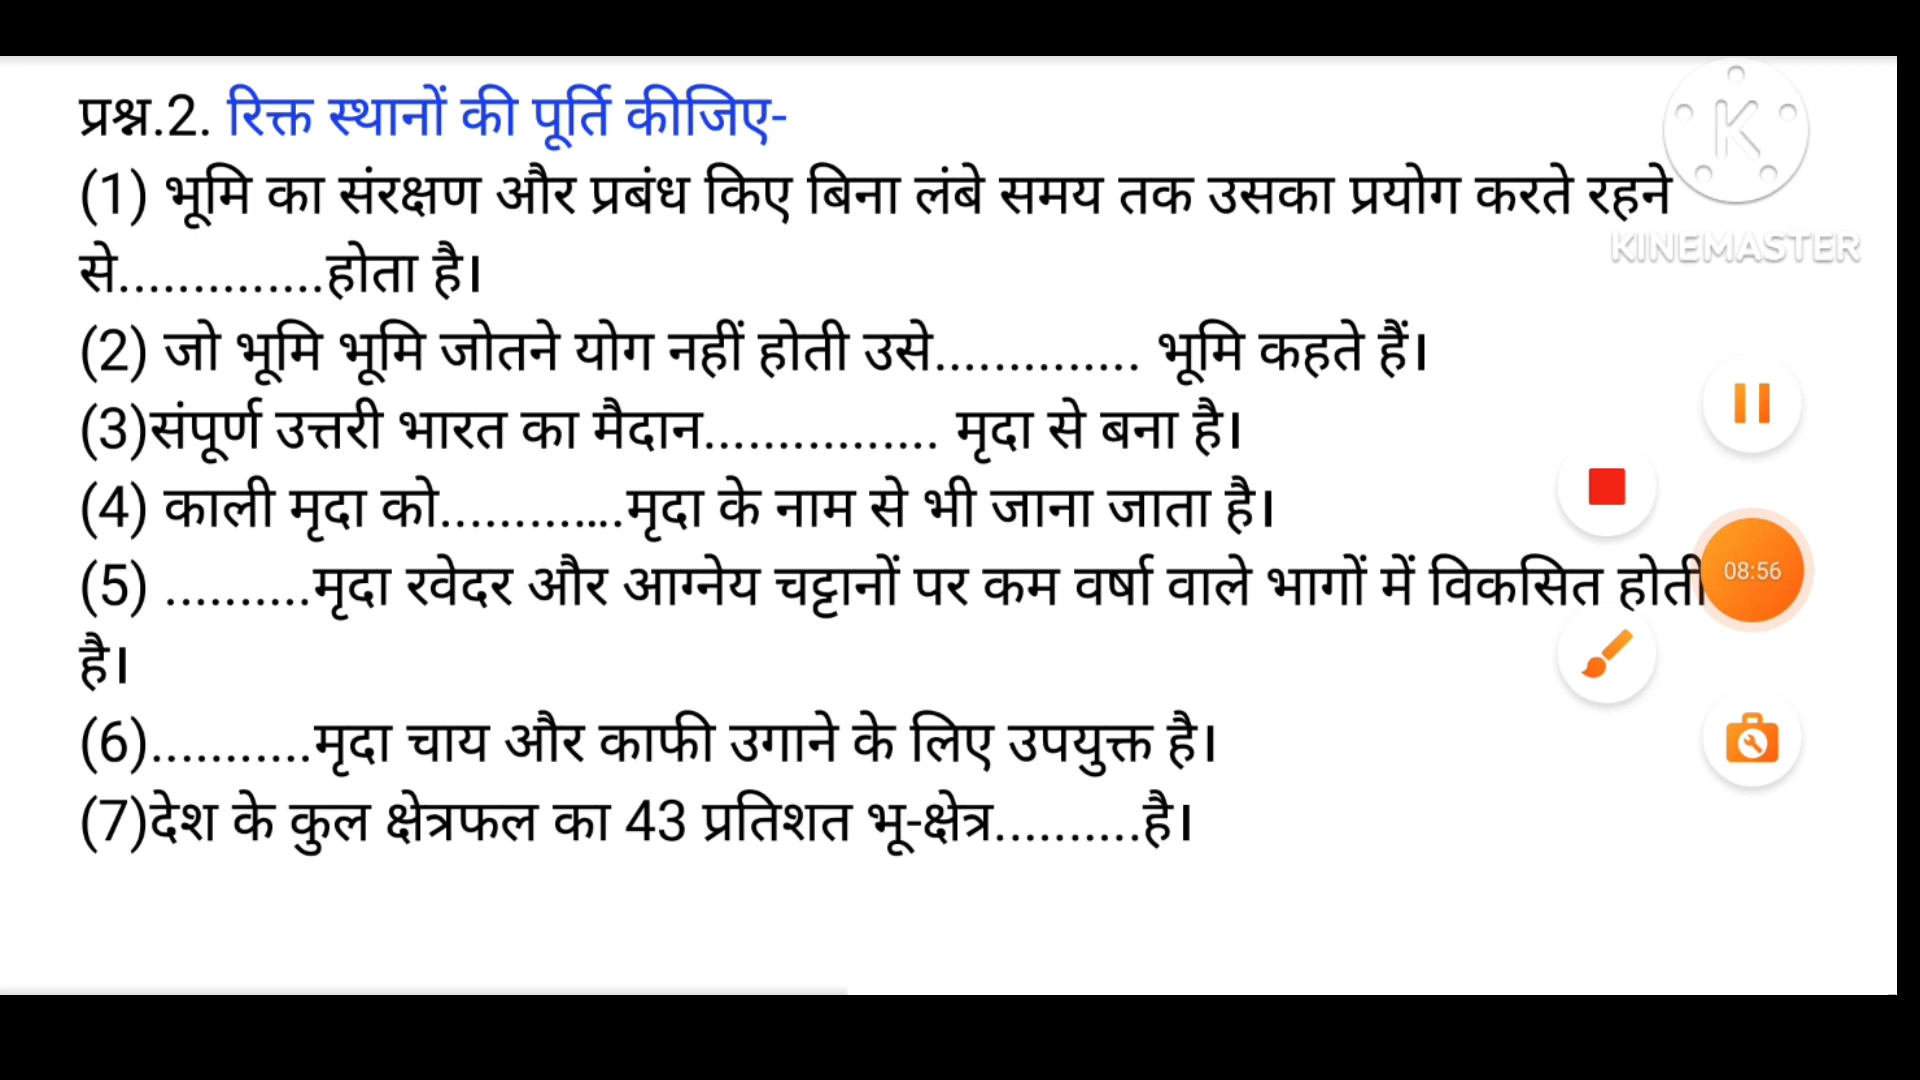 प्रश्न.2. रिक्त स्थानों की पूर्ति कीजिए-
(1) भूमि का संरक्षण और प्रबंध किए बिना लंबे समय तक उसका प्रयोग करते रहने
से..............होता है।
(2) जो भूमि भूमि जोतने योग नहीं होती उसे.............. भूमि कहते हैं।
(3)संपूर्ण उत्तरी भारत का मैदान................ मृदा से बना है।
(4) काली मृदा को.............मृदा के नाम से भी जाना जाता है।
(5) ..........मृदा रवेदर और आग्नेय चट्टानों पर कम वर्षा वाले भागों में विकसित होती
है।
(6)...........मृदा चाय और काफी उगाने के लिए उपयुक्त है।
(7)देश के कुल क्षेत्रफल का 43 प्रतिशत भू-क्षेत्र..........है।
K
KINEMASTER
08:56